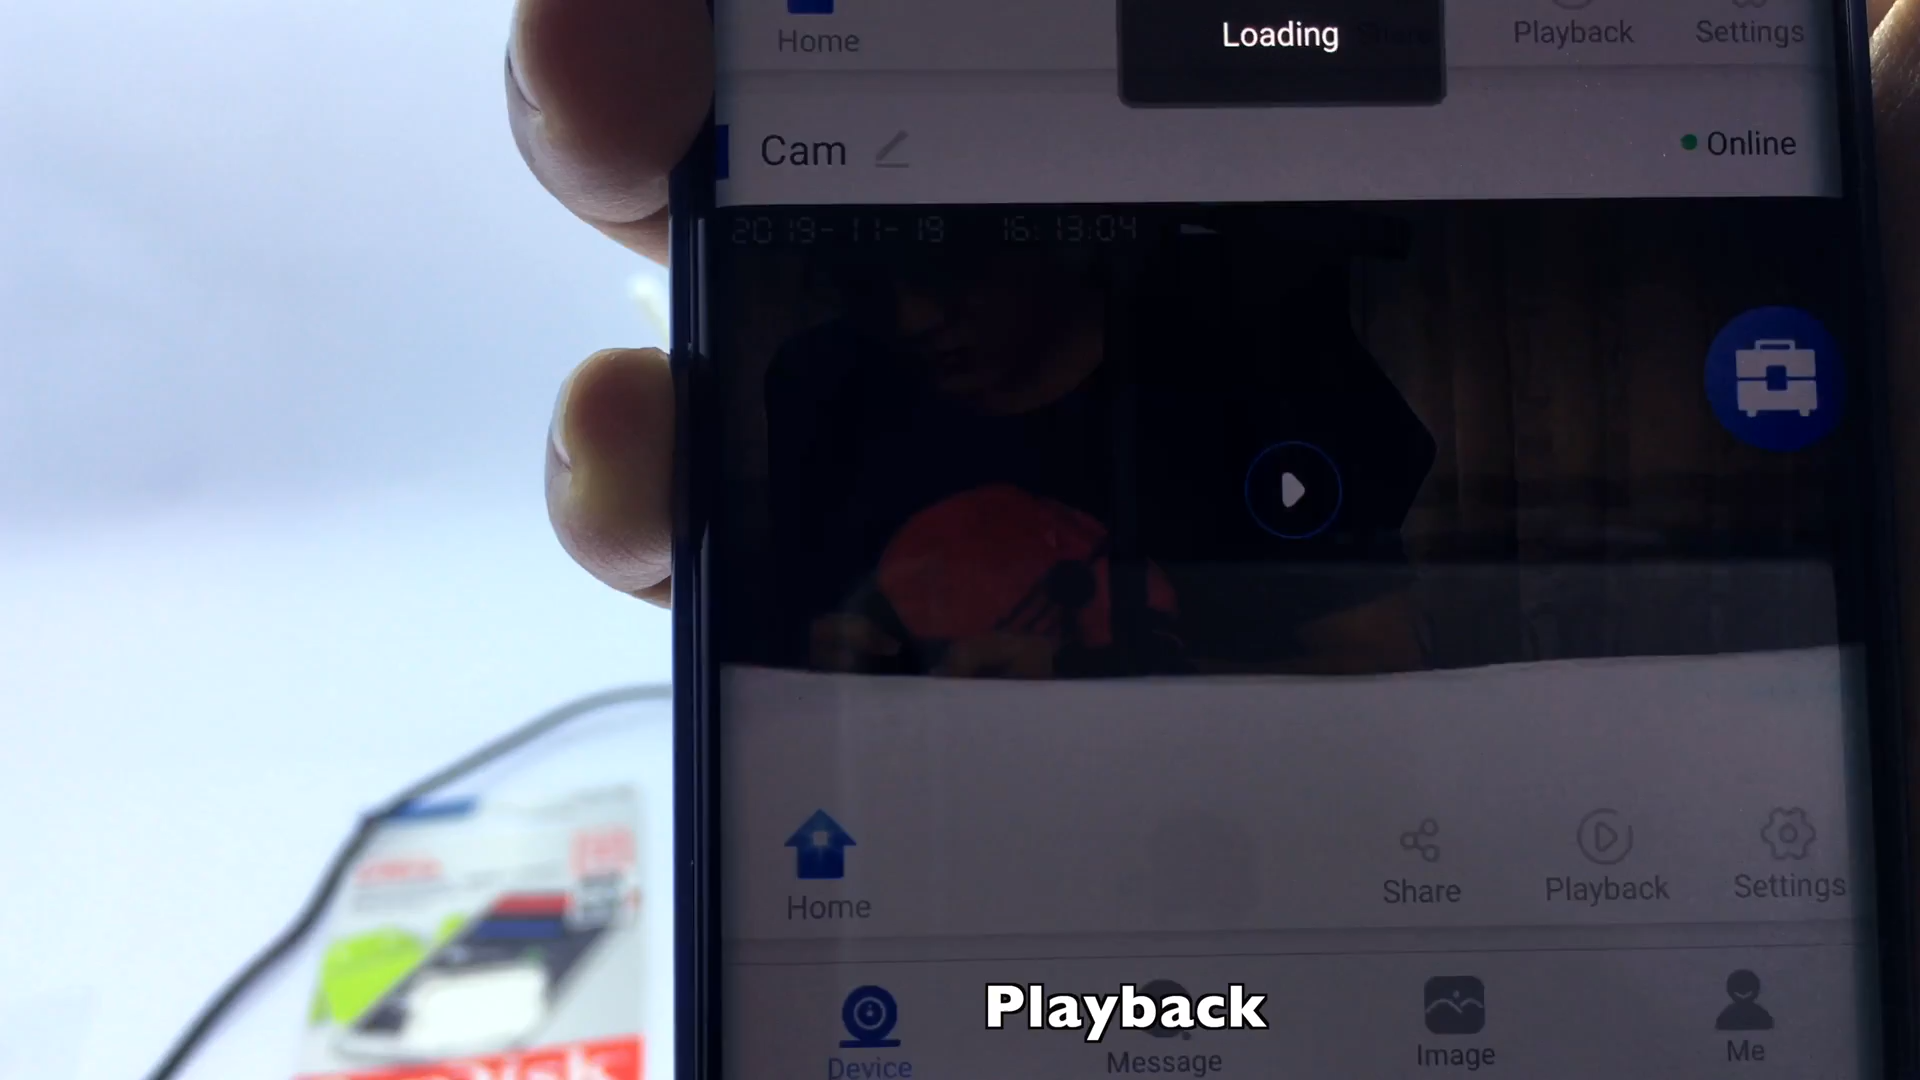 Loading
Home
Share
Playback
Settings
Cam
Online
2019-11-19 16:13:04
Home
Share
Playback
Settings
Playback
Device
Message
Image
Me